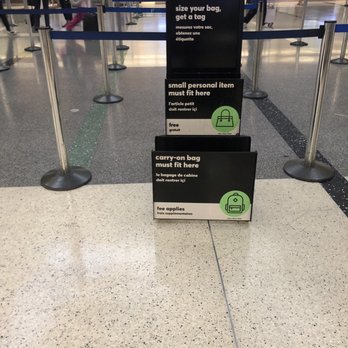 size your bag,
get a tag
mesurez votre sac,
obtenez une
étiquette
small personal item
must fit here
l'article petit
doit rentrer ici
free
gratuit
carry-on bag
must fit here
le bagage de cabine
doit rentrer ici
fee applies
frais supplémentaires